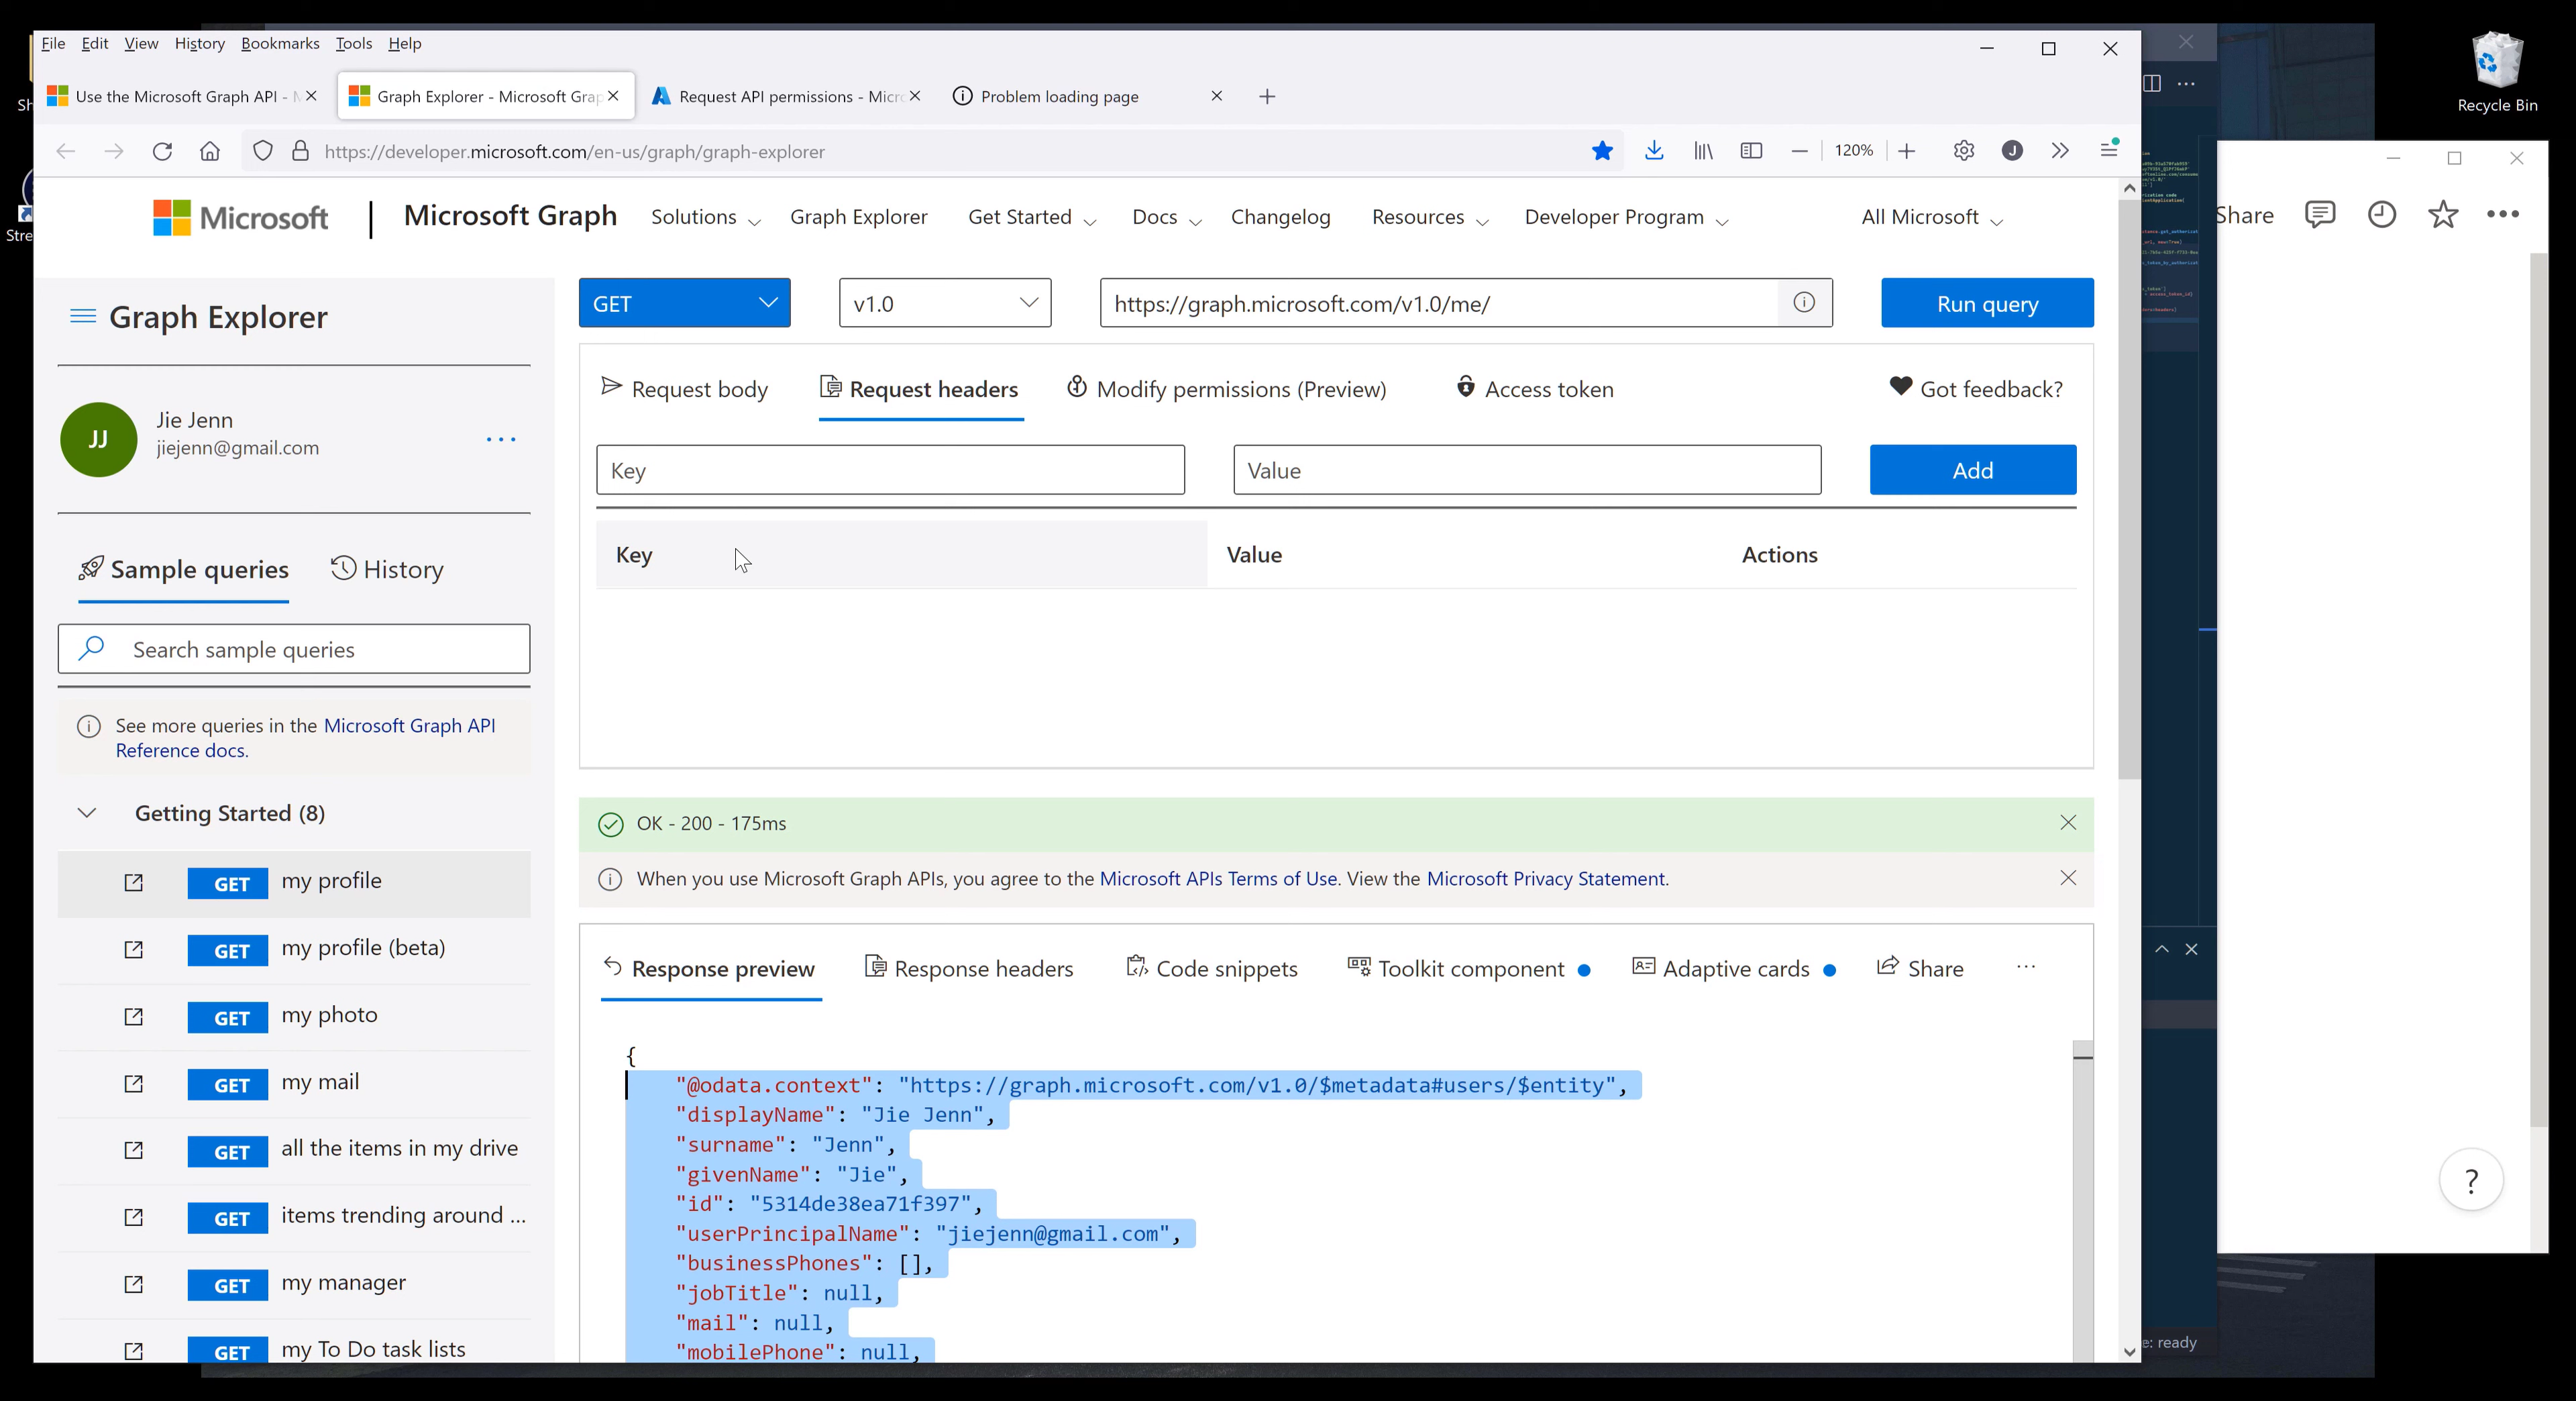 File Edit View History Bookmarks Tools Help
Use the Microsoft Graph API -
Graph Explorer - Microsoft Grap
Request API permissions - Micro
Problem loading page
https://developer.microsoft.com/en-us/graph/graph-explorer
120%
J
Recycle Bin
Microsoft
Microsoft Graph
Solutions
Graph Explorer
Get Started
Docs
Changelog
Resources
Developer Program
All Microsoft
Share
Graph Explorer
GET
v1.0
https://graph.microsoft.com/v1.0/me/
Run query
JJ
Jie Jenn
jiejenn@gmail.com
Request body
Request headers
Modify permissions (Preview)
Access token
Got feedback?
Key
Value
Add
Key
Value
Actions
Sample queries
History
Search sample queries
See more queries in the Microsoft Graph API
Reference docs.
Getting Started (8)
GET my profile
GET my profile (beta)
GET my photo
GET my mail
GET all the items in my drive
GET items trending around ...
GET my manager
GET my To Do task lists
OK - 200 - 175ms
When you use Microsoft Graph APIs, you agree to the Microsoft APIs Terms of Use. View the Microsoft Privacy Statement.
Response preview
Response headers
Code snippets
Toolkit component
Adaptive cards
Share
...
{
"@odata.context": "https://graph.microsoft.com/v1.0/$metadata#users/$entity",
"displayName": "Jie Jenn",
"surname": "Jenn",
"givenName": "Jie",
"id": "5314de38ea71f397",
"userPrincipalName": "jiejenn@gmail.com",
"businessPhones": [],
"jobTitle": null,
"mail": null,
"mobilePhone": null,
?
e: ready